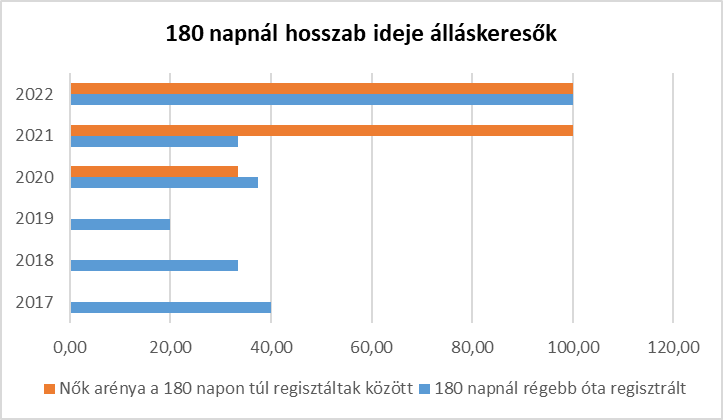 180 napnál hosszab ideje álláskeresők
2022
2021
2020
2019
2018
2017
0,00 20,00 40,00 60,00 80,00 100,00 120,00
Nők arénya a 180 napon túl regisztáltak között 180 napnál régebb óta regisztrált